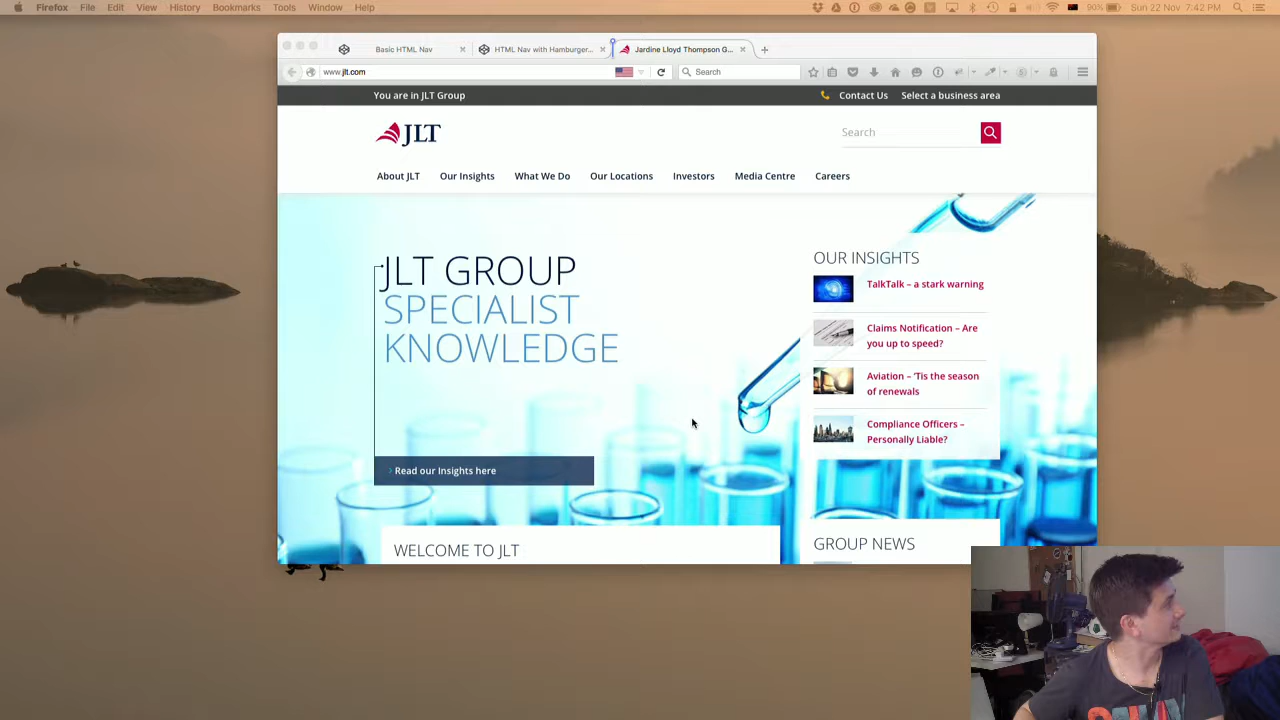 Firefox File Edit View History Bookmarks Tools Window Help
90% Sun 22 Nov 7:42 PM
Basic HTML Nav
HTML Nav with Hamburger...
Jardine Lloyd Thompson G...
www.jlt.com
Search
You are in JLT Group
Contact Us
Select a business area
JLT
Search
About JLT
Our Insights
What We Do
Our Locations
Investors
Media Centre
Careers
JLT GROUP
SPECIALIST
KNOWLEDGE
Read our Insights here
OUR INSIGHTS
TalkTalk – a stark warning
Claims Notification – Are
you up to speed?
Aviation – 'Tis the season
of renewals
Compliance Officers –
Personally Liable?
WELCOME TO JLT
GROUP NEWS